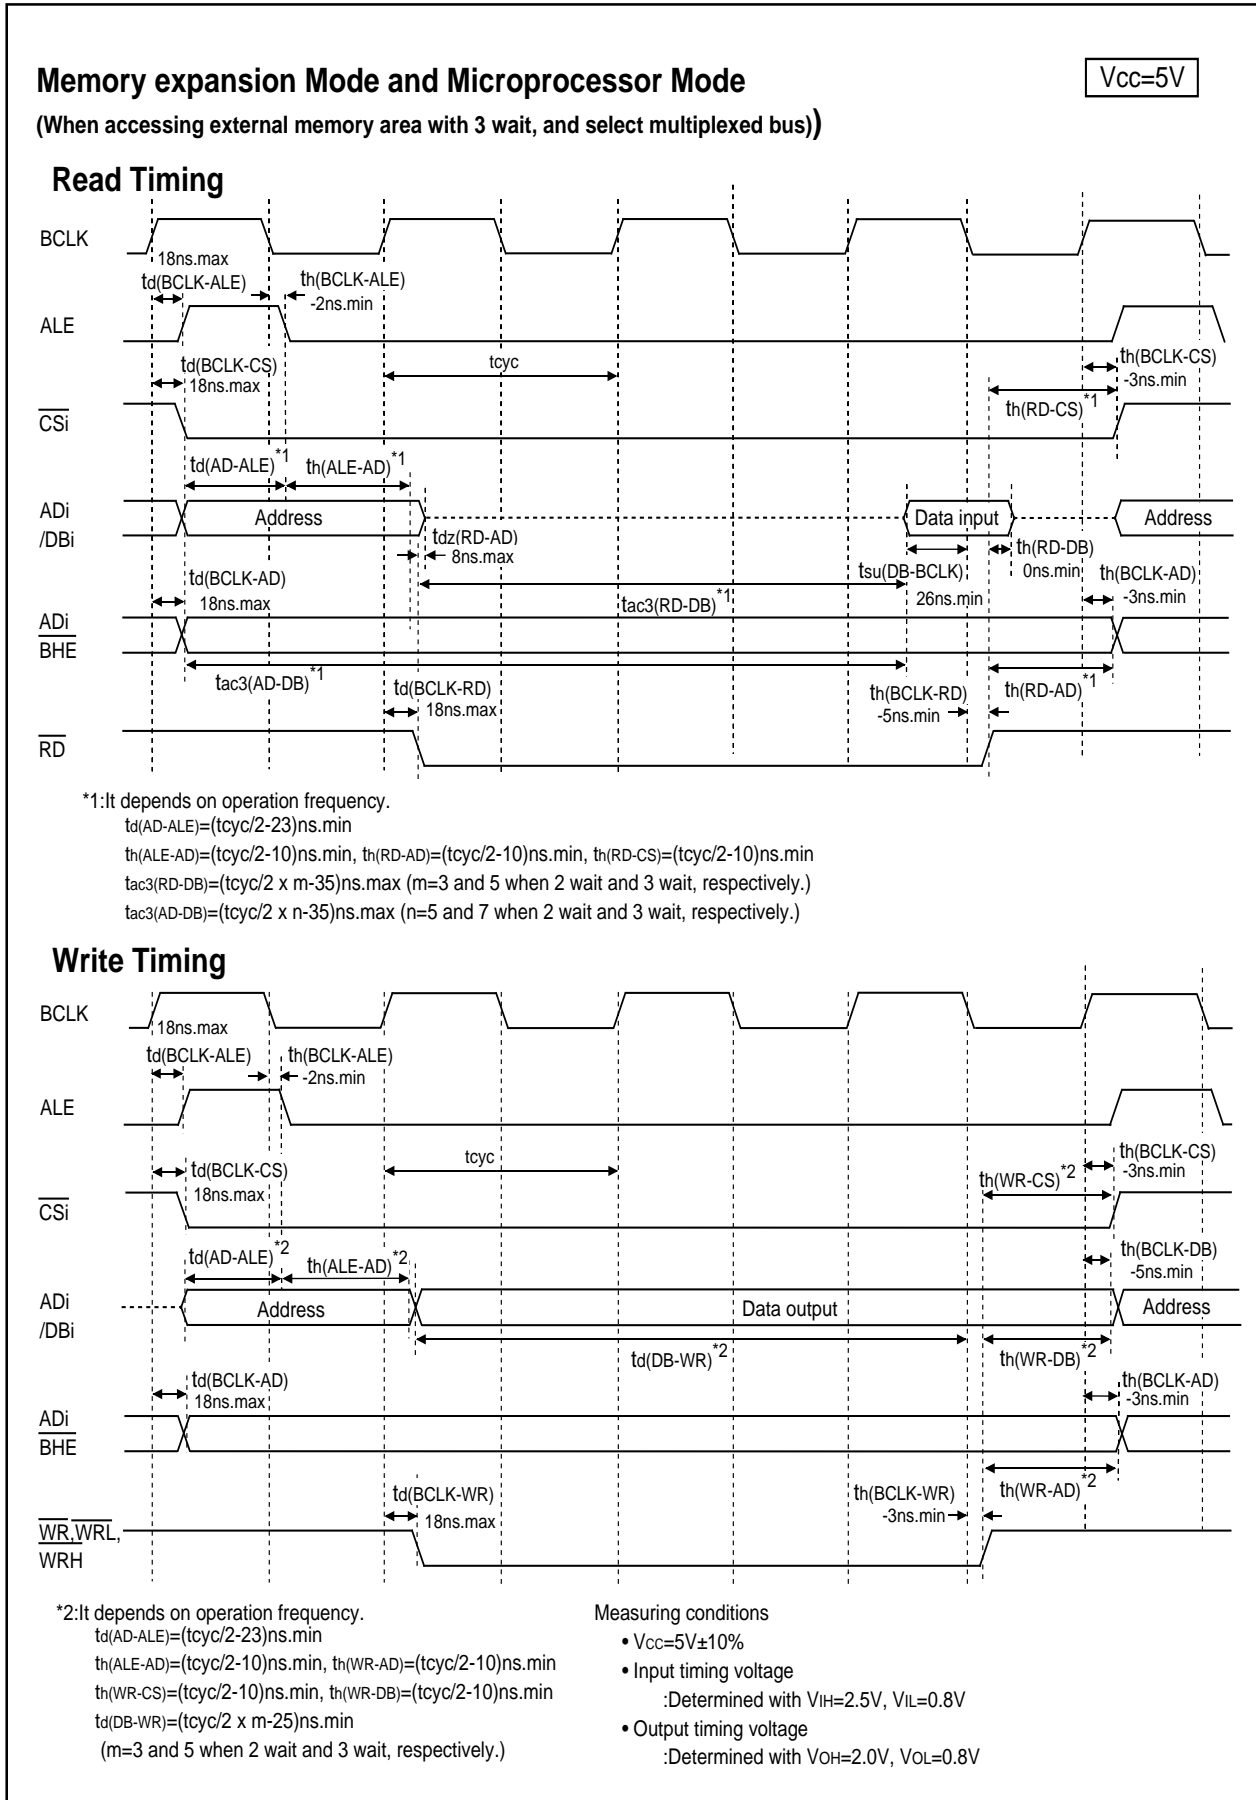 Memory expansion Mode and Microprocessor Mode
Vcc=5V
(When accessing external memory area with 3 wait, and select multiplexed bus))
Read Timing
BCLK
18ns.max
td(BCLK-ALE)
th(BCLK-ALE)
-2ns.min
ALE
td(BCLK-CS)
18ns.max
tcyc
th(BCLK-CS)
-3ns.min
th(RD-CS)*1
CSi
td(AD-ALE)*1
th(ALE-AD)*1
ADi
/DBi
Address
Data input
Address
tdz(RD-AD)
8ns.max
th(RD-DB)
0ns.min
tsu(DB-BCLK)
26ns.min
td(BCLK-AD)
18ns.max
tac3(RD-DB)*1
th(BCLK-AD)
-3ns.min
ADi
BHE
tac3(AD-DB)*1
td(BCLK-RD)
18ns.max
th(BCLK-RD)
-5ns.min
th(RD-AD)*1
RD
*1:It depends on operation frequency.
td(AD-ALE)=(tcyc/2-23)ns.min
th(ALE-AD)=(tcyc/2-10)ns.min, th(RD-AD)=(tcyc/2-10)ns.min, th(RD-CS)=(tcyc/2-10)ns.min
tac3(RD-DB)=(tcyc/2 x m-35)ns.max (m=3 and 5 when 2 wait and 3 wait, respectively.)
tac3(AD-DB)=(tcyc/2 x n-35)ns.max (n=5 and 7 when 2 wait and 3 wait, respectively.)
Write Timing
BCLK
18ns.max
td(BCLK-ALE)
th(BCLK-ALE)
-2ns.min
ALE
td(BCLK-CS)
18ns.max
tcyc
th(BCLK-CS)
-3ns.min
th(WR-CS)*2
CSi
td(AD-ALE)*2
th(ALE-AD)*2
th(BCLK-DB)
-5ns.min
ADi
/DBi
Address
Data output
Address
td(DB-WR)*2
th(WR-DB)*2
td(BCLK-AD)
18ns.max
th(BCLK-AD)
-3ns.min
ADi
BHE
td(BCLK-WR)
18ns.max
th(BCLK-WR)
-3ns.min
th(WR-AD)*2
WR,WRL,
WRH
*2:It depends on operation frequency.
td(AD-ALE)=(tcyc/2-23)ns.min
th(ALE-AD)=(tcyc/2-10)ns.min, th(WR-AD)=(tcyc/2-10)ns.min
th(WR-CS)=(tcyc/2-10)ns.min, th(WR-DB)=(tcyc/2-10)ns.min
td(DB-WR)=(tcyc/2 x m-25)ns.min
(m=3 and 5 when 2 wait and 3 wait, respectively.)
Measuring conditions
• VCC=5V±10%
• Input timing voltage
:Determined with VIH=2.5V, VIL=0.8V
• Output timing voltage
:Determined with VOH=2.0V, VOL=0.8V